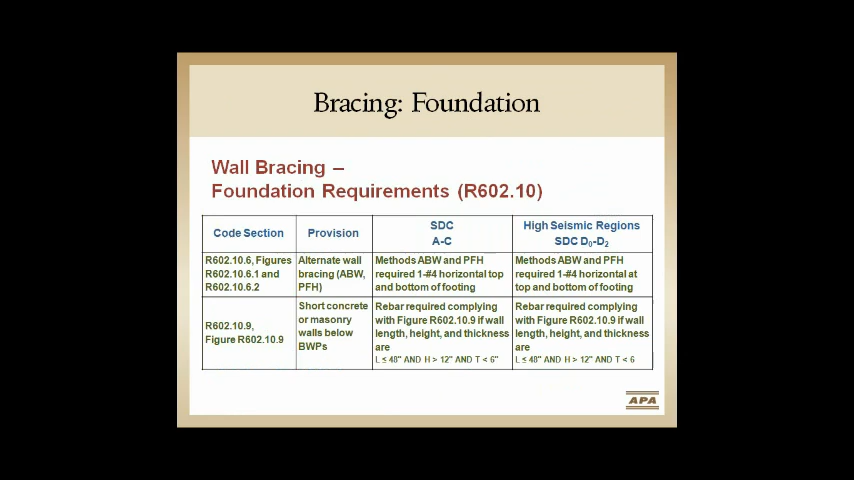 Bracing: Foundation
Wall Bracing –
Foundation Requirements (R602.10)
Code Section
Provision
SDC
A-C
High Seismic Regions
SDC D0-D2
R602.10.6, Figures
R602.10.6.1 and
R602.10.6.2
Alternate wall
bracing (ABW,
PFH)
Methods ABW and PFH
required 1-#4 horizontal top
and bottom of footing
Methods ABW and PFH
required 1-#4 horizontal at
top and bottom of footing
R602.10.9,
Figure R602.10.9
Short concrete
or masonry
walls below
BWPs
Rebar required complying
with Figure R602.10.9 if wall
length, height, and thickness
are
L ≤ 48" AND H > 12" AND T < 6"
Rebar required complying
with Figure R602.10.9 if wall
length, height, and thickness
are
L ≤ 48" AND H > 12" AND T < 6
APA